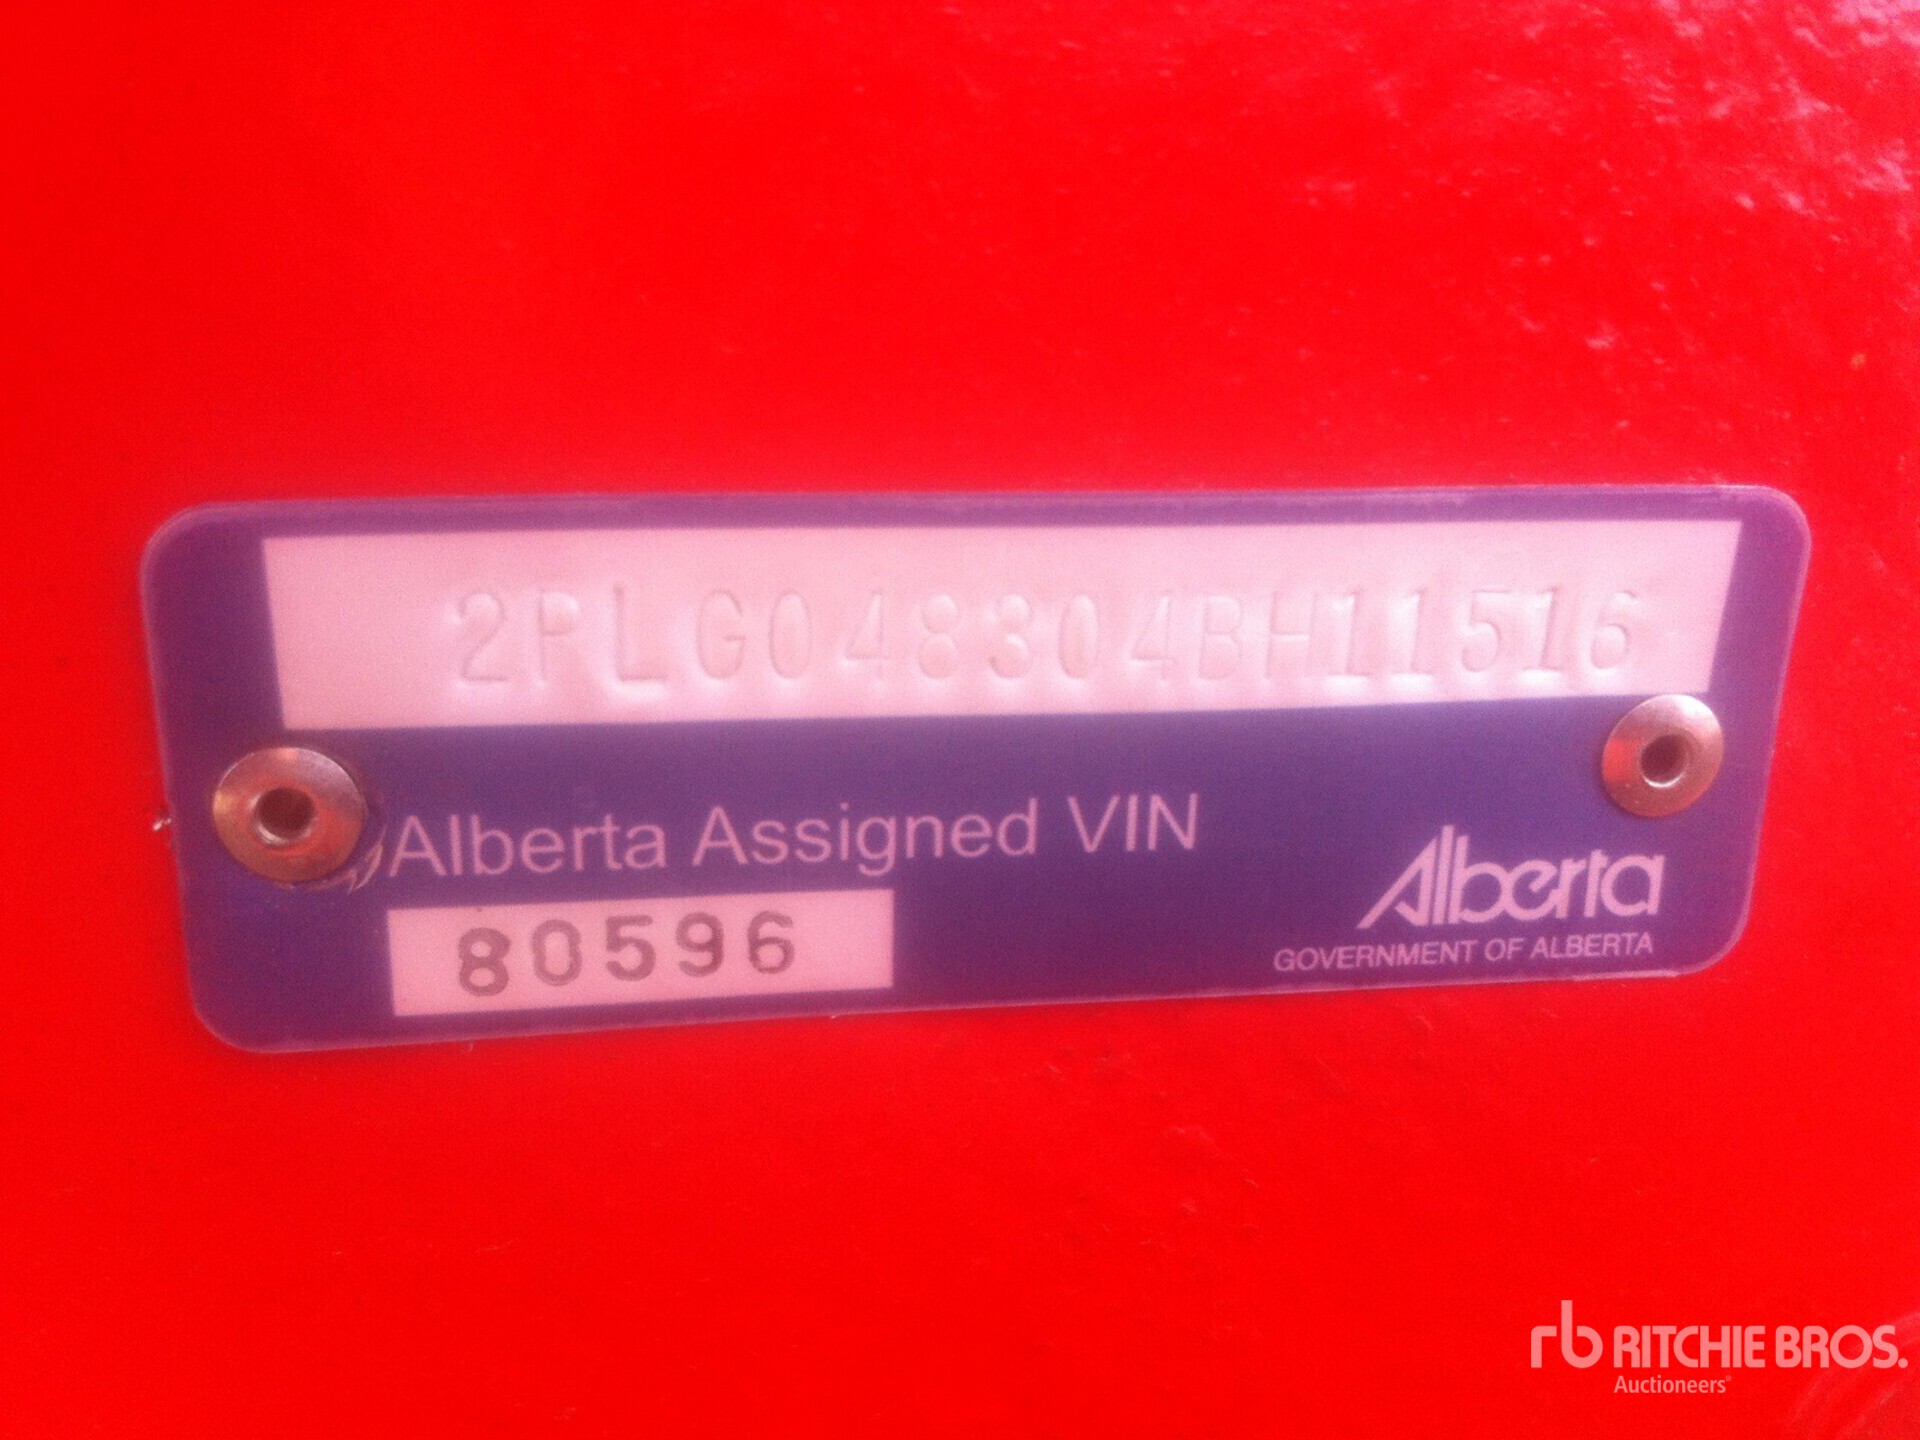 2PLG048304BH11516
Alberta Assigned VIN
80596
Alberta
GOVERNMENT OF ALBERTA
rb RITCHIE BROS.
Auctioneers